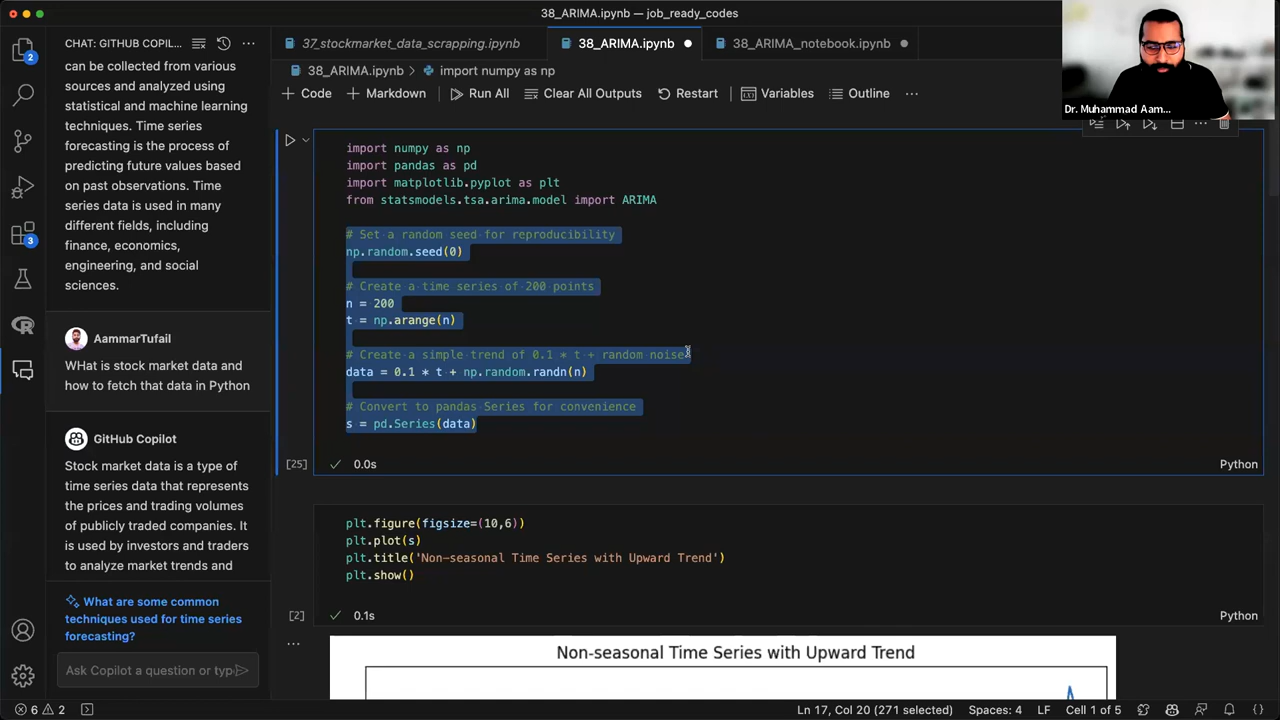 38_ARIMA.ipynb — job_ready_codes
CHAT: GITHUB COPIL...
37_stockmarket_data_scrapping.ipynb
38_ARIMA.ipynb
38_ARIMA_notebook.ipynb
38_ARIMA.ipynb > import numpy as np
+ Code
+ Markdown
Run All
Clear All Outputs
Restart
Variables
Outline
...
Dr. Muhammad Aam...
2
3
can be collected from various
sources and analyzed using
statistical and machine learning
techniques. Time series
forecasting is the process of
predicting future values based
on past observations. Time
series data is used in many
different fields, including
finance, economics,
engineering, and social
sciences.
AammarTufail
WHat is stock market data and
how to fetch that data in Python
GitHub Copilot
Stock market data is a type of
time series data that represents
the prices and trading volumes
of publicly traded companies. It
is used by investors and traders
to analyze market trends and
What are some common
techniques used for time series
forecasting?
Ask Copilot a question or type
import numpy as np
import pandas as pd
import matplotlib.pyplot as plt
from statsmodels.tsa.arima.model import ARIMA
# Set a random seed for reproducibility
np.random.seed(0)
# Create a time series of 200 points
n = 200
t = np.arange(n)
# Create a simple trend of 0.1 * t + random noise
data = 0.1 * t + np.random.randn(n)
# Convert to pandas Series for convenience
s = pd.Series(data)
[25]
0.0s
Python
plt.figure(figsize=(10,6))
plt.plot(s)
plt.title('Non-seasonal Time Series with Upward Trend')
plt.show()
[2]
0.1s
Python
...
Non-seasonal Time Series with Upward Trend
6
2
Ln 17, Col 20 (271 selected)
Spaces: 4
LF
Cell 1 of 5